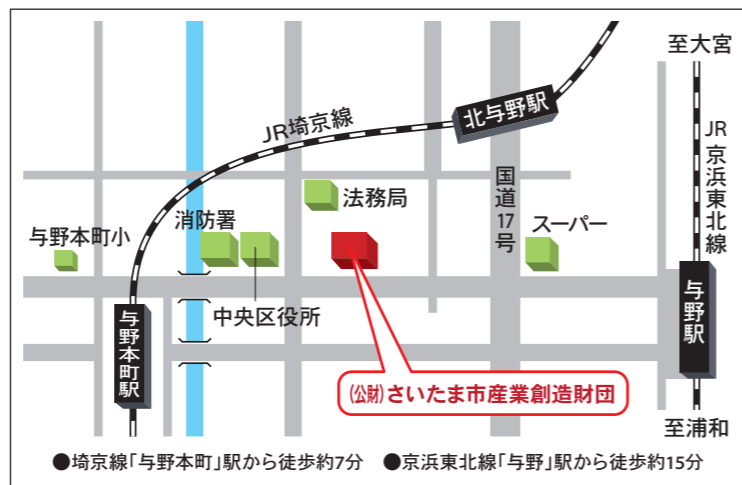 至大宮
北与野駅
JR埼京線
JR京浜東北線
国道17号
法務局
消防署
スーパー
与野本町小
中央区役所
与野本町駅
与野駅
(公財)さいたま市産業創造財団
至浦和
●埼京線「与野本町」駅から徒歩約7分 ●京浜東北線「与野」駅から徒歩約15分